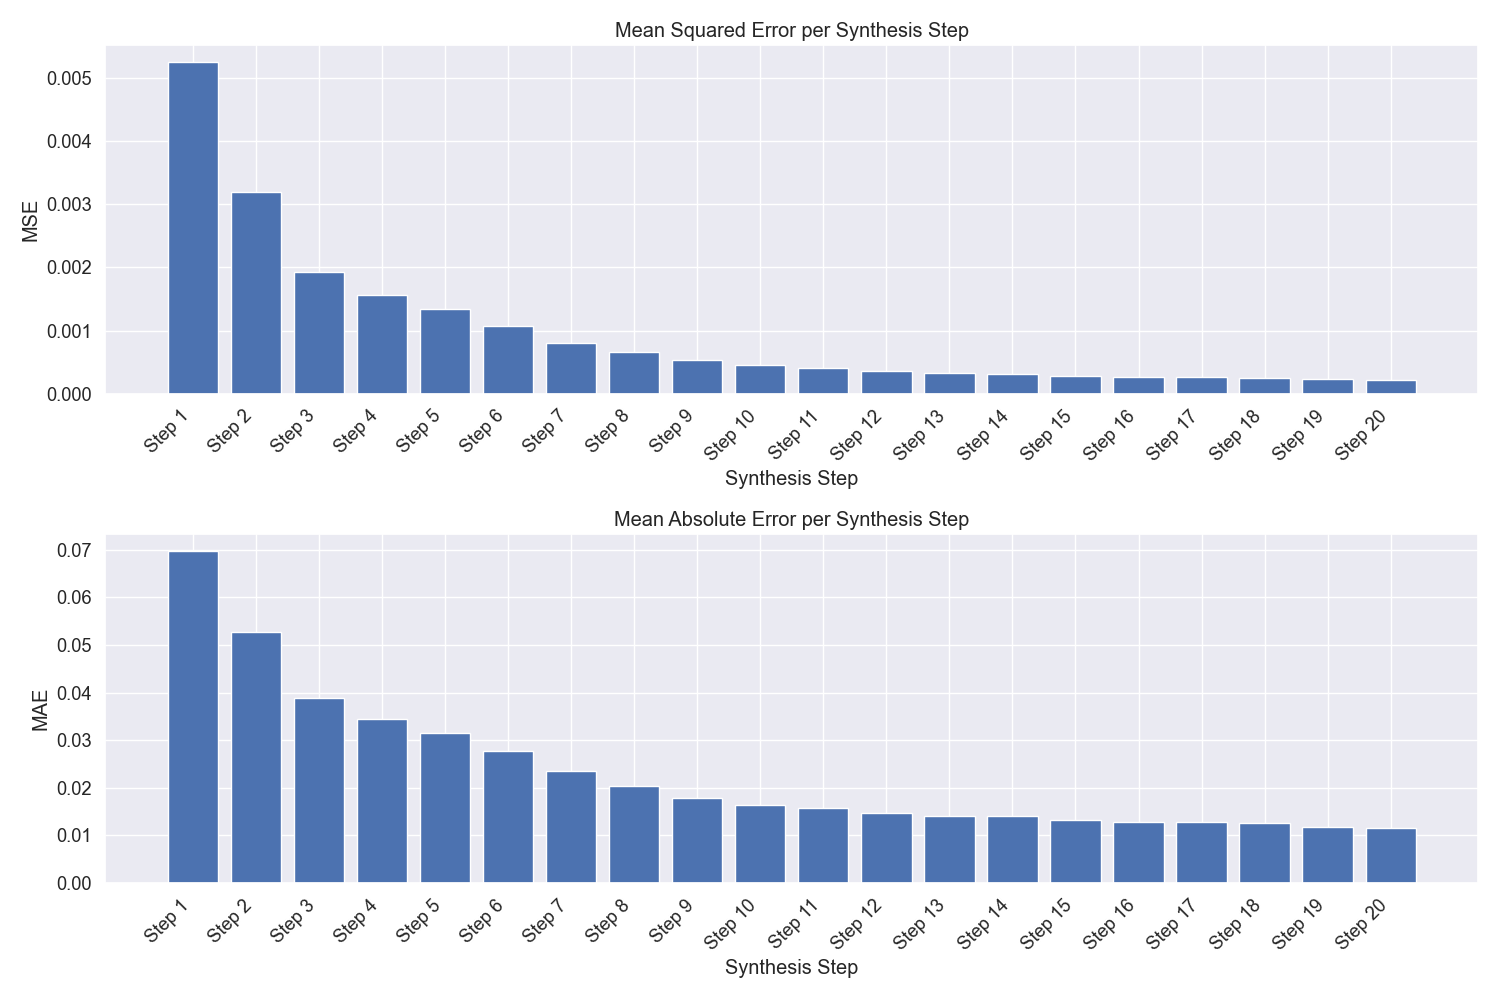 Mean Squared Error per Synthesis Step
MSE
0.005
0.004
0.003
0.002
0.001
0.000
Step 1
Step 2
Step 3
Step 4
Step 5
Step 6
Step 7
Step 8
Step 9
Step 10
Step 11
Step 12
Step 13
Step 14
Step 15
Step 16
Step 17
Step 18
Step 19
Step 20
Synthesis Step
Mean Absolute Error per Synthesis Step
MAE
0.07
0.06
0.05
0.04
0.03
0.02
0.01
0.00
Step 1
Step 2
Step 3
Step 4
Step 5
Step 6
Step 7
Step 8
Step 9
Step 10
Step 11
Step 12
Step 13
Step 14
Step 15
Step 16
Step 17
Step 18
Step 19
Step 20
Synthesis Step